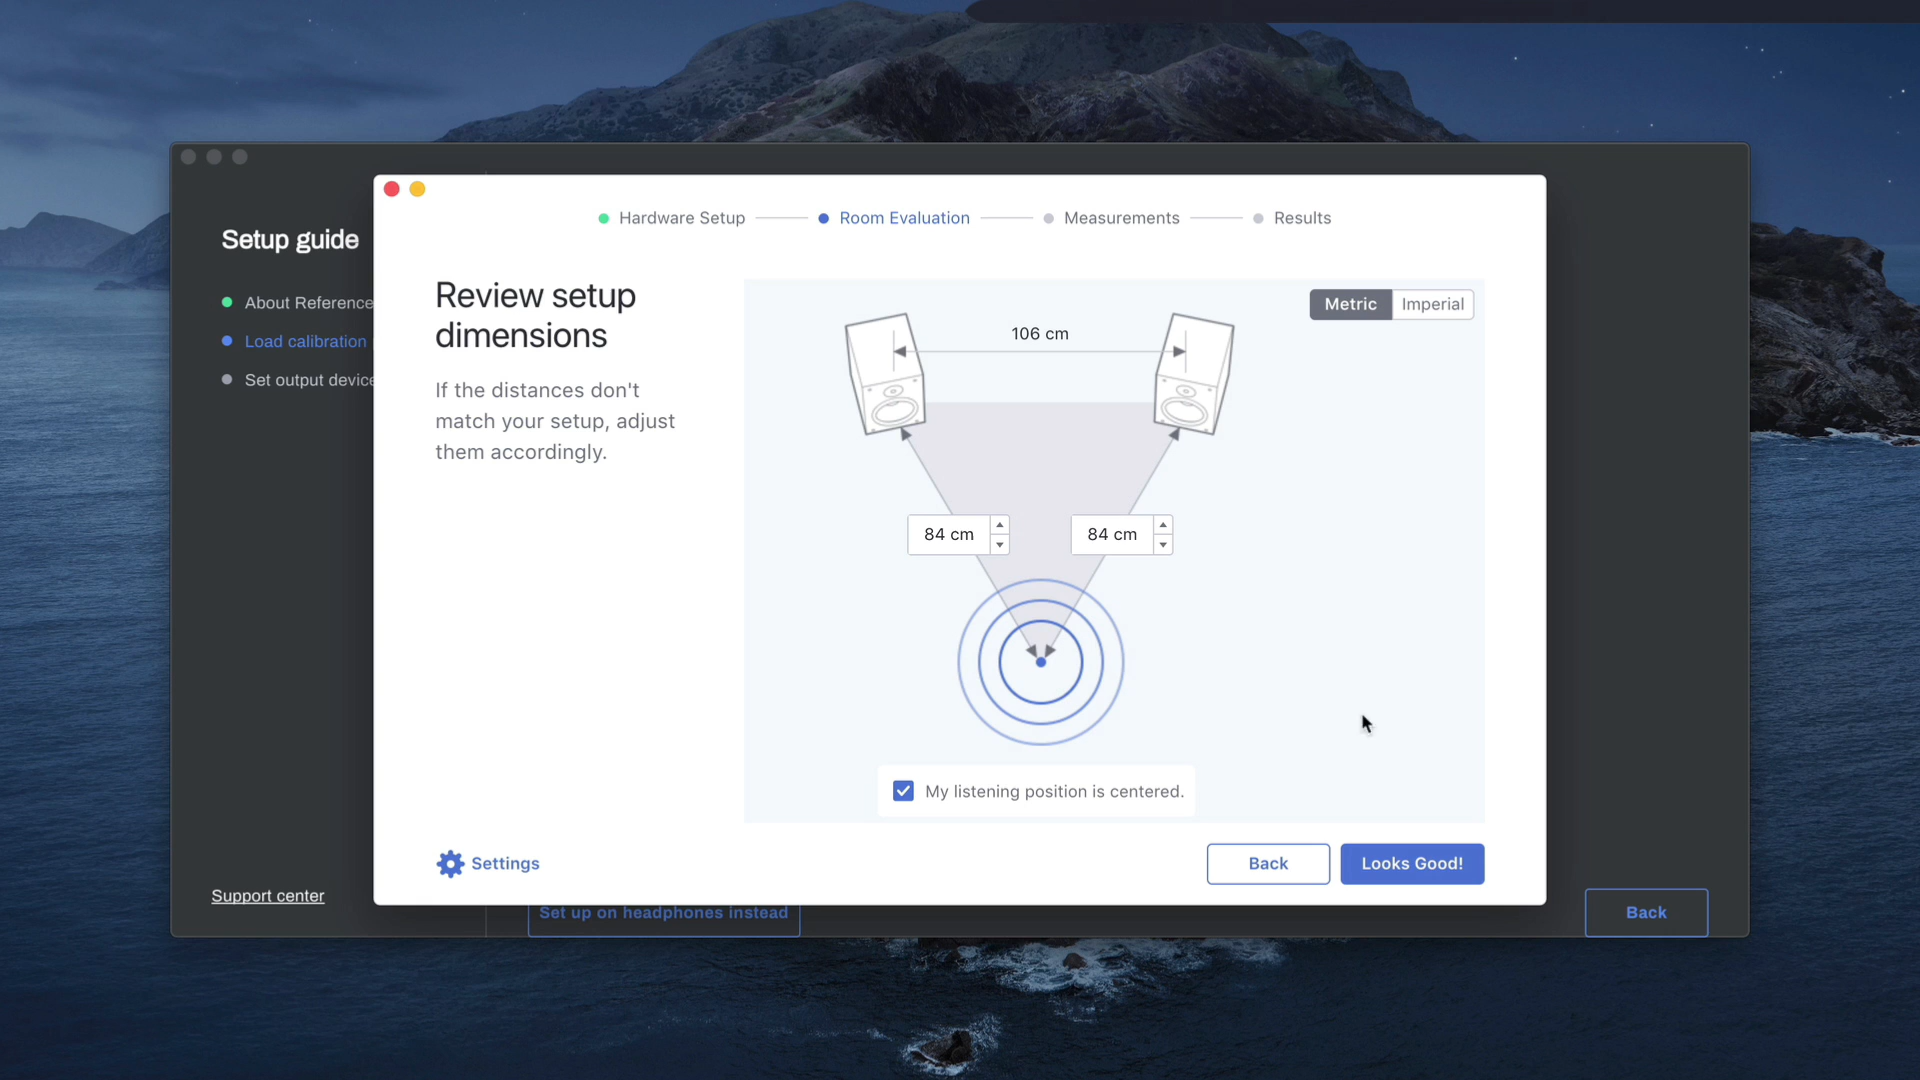 Setup guide
About Reference
Load calibration
Set output device
Support center
Hardware Setup
Room Evaluation
Measurements
Results
Review setup
dimensions
If the distances don't
match your setup, adjust
them accordingly.
Metric
Imperial
106 cm
84 cm
84 cm
My listening position is centered.
Settings
Back
Looks Good!
Set up on headphones instead
Back